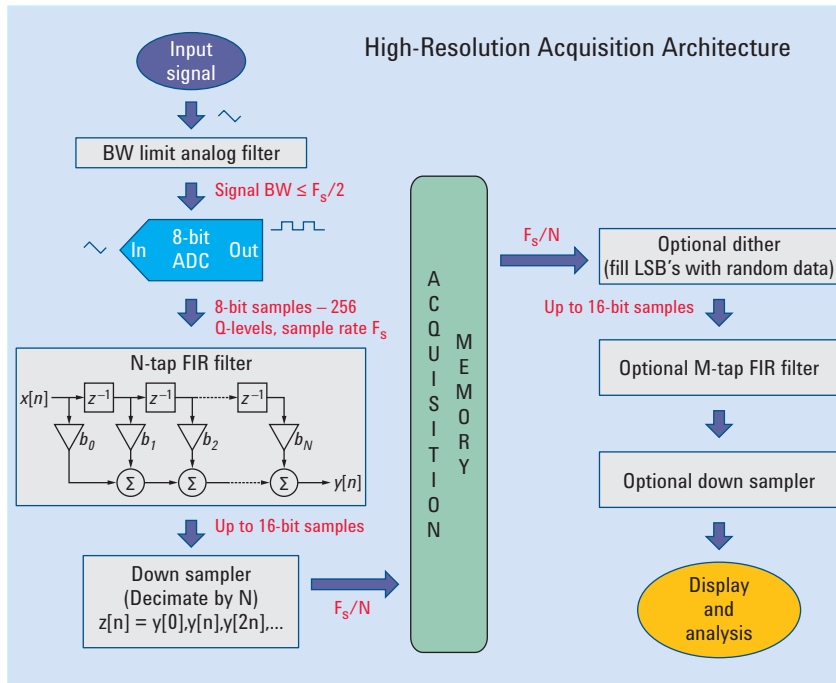 High-Resolution Acquisition Architecture
Input
signal
BW limit analog filter
Signal BW ≤ Fs/2
In
8-bit
ADC
Out
8-bit samples – 256
Q-levels, sample rate Fs
N-tap FIR filter
x[n] z⁻¹ z⁻¹ z⁻¹
b0 b1 b2 bN
Σ Σ Σ y[n]
Up to 16-bit samples
Down sampler
(Decimate by N)
z[n] = y[0],y[n],y[2n],...
Fs/N
ACQUISITION
MEMORY
Fs/N
Optional dither
(fill LSB's with random data)
Up to 16-bit samples
Optional M-tap FIR filter
Optional down sampler
Display
and
analysis